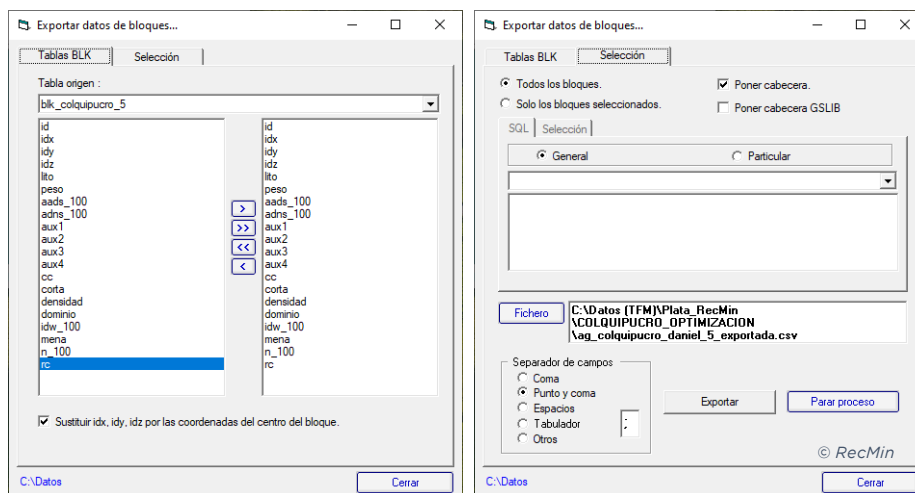 Exportar datos de bloques...
Tablas BLK
Selección
Tabla origen :
blk_colquipucro_5
id
idx
idy
idz
lito
peso
aads_100
adns_100
aux1
aux2
aux3
aux4
cc
corta
densidad
dominio
idw_100
mena
n_100
rc
>
>>
<<
<
id
idx
idy
idz
lito
peso
aads_100
adns_100
aux1
aux2
aux3
aux4
cc
corta
densidad
dominio
idw_100
mena
n_100
rc
Sustituir idx, idy, idz por las coordenadas del centro del bloque.
C:\Datos
Cerrar
Exportar datos de bloques...
Tablas BLK
Selección
Todos los bloques.
Poner cabecera.
Solo los bloques seleccionados.
Poner cabecera GSLIB
SQL
Selección
General
Particular
Fichero
C:\Datos (TFM)\Plata_RecMin
\COLQUIPUCRO_OPTIMIZACION
\ag_colquipucro_daniel_5_exportada.csv
Separador de campos
Coma
Punto y coma
Espacios
Tabulador
Otros
;
Exportar
Parar proceso
© RecMin
C:\Datos
Cerrar